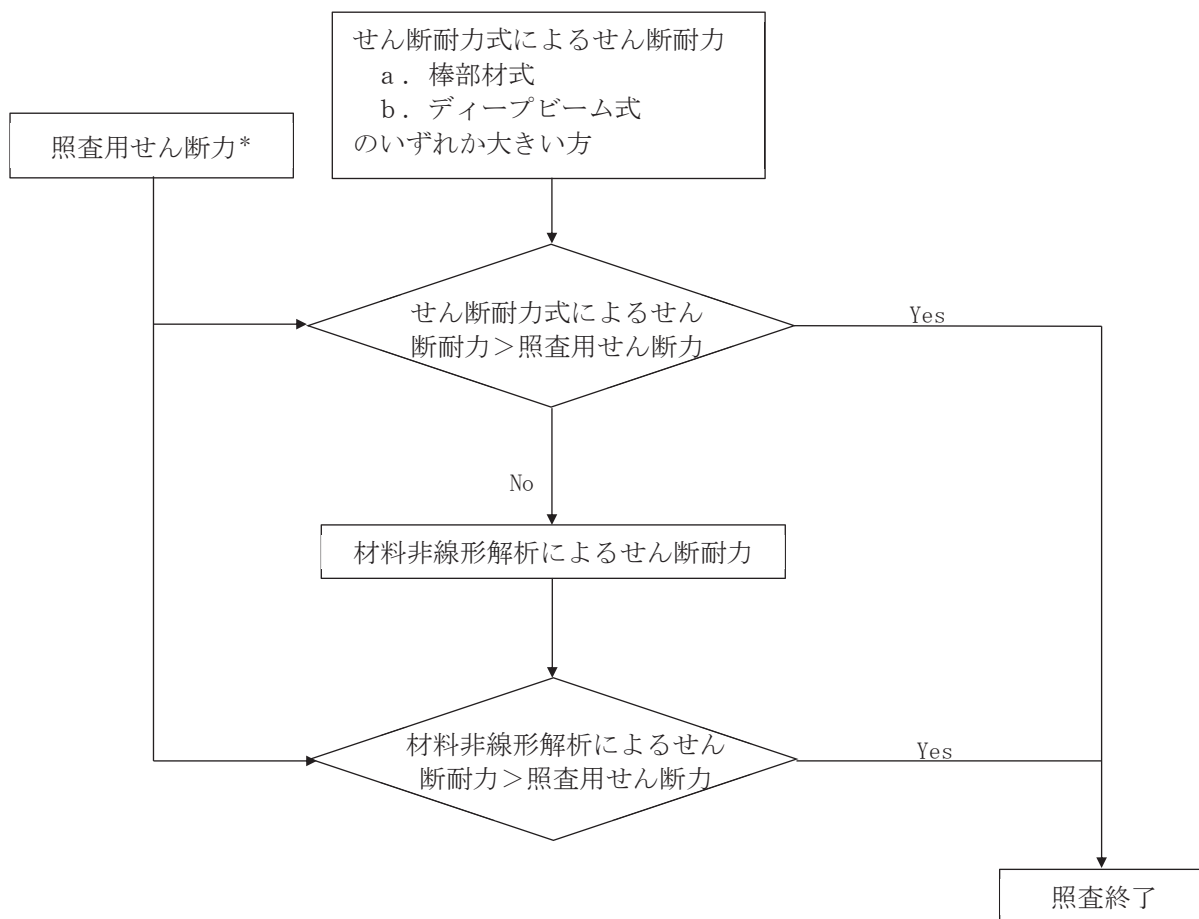 せん断耐力式によるせん断耐力
a．棒部材式
b．ディープビーム式
のいずれか大きい方
照査用せん断力*
せん断耐力式によるせん
断耐力＞照査用せん断力
Yes
No
材料非線形解析によるせん断耐力
材料非線形解析によるせん
断耐力＞照査用せん断力
Yes
照査終了